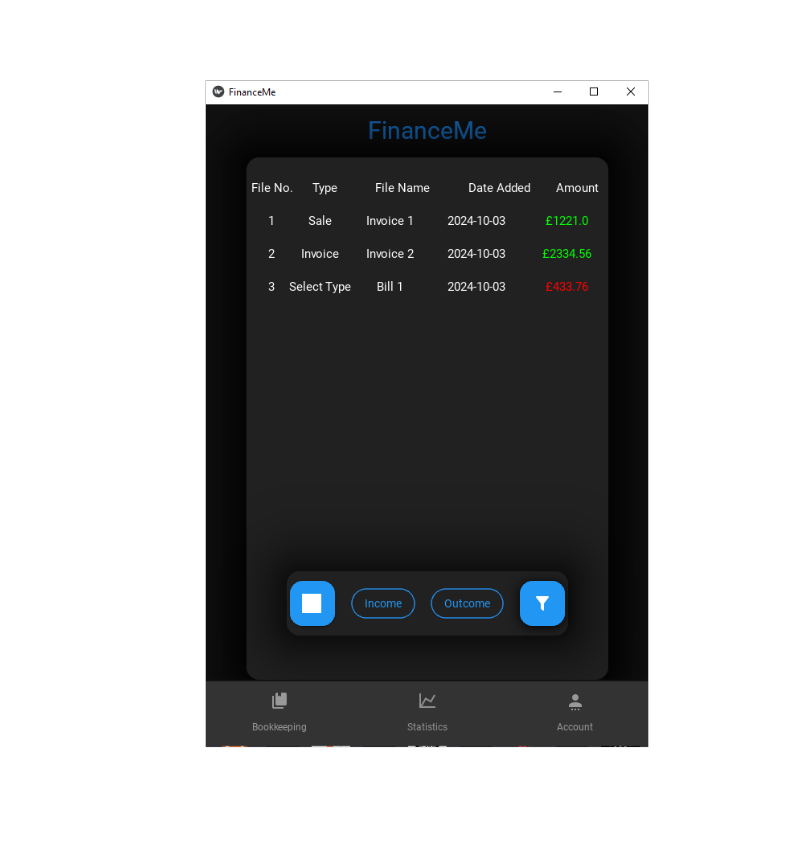 FinanceMe
FinanceMe
File No. Type File Name Date Added Amount
1 Sale Invoice 1 2024-10-03 £1221.0
2 Invoice Invoice 2 2024-10-03 £2334.56
3 Select Type Bill 1 2024-10-03 £433.76
Income Outcome
Bookkeeping Statistics Account